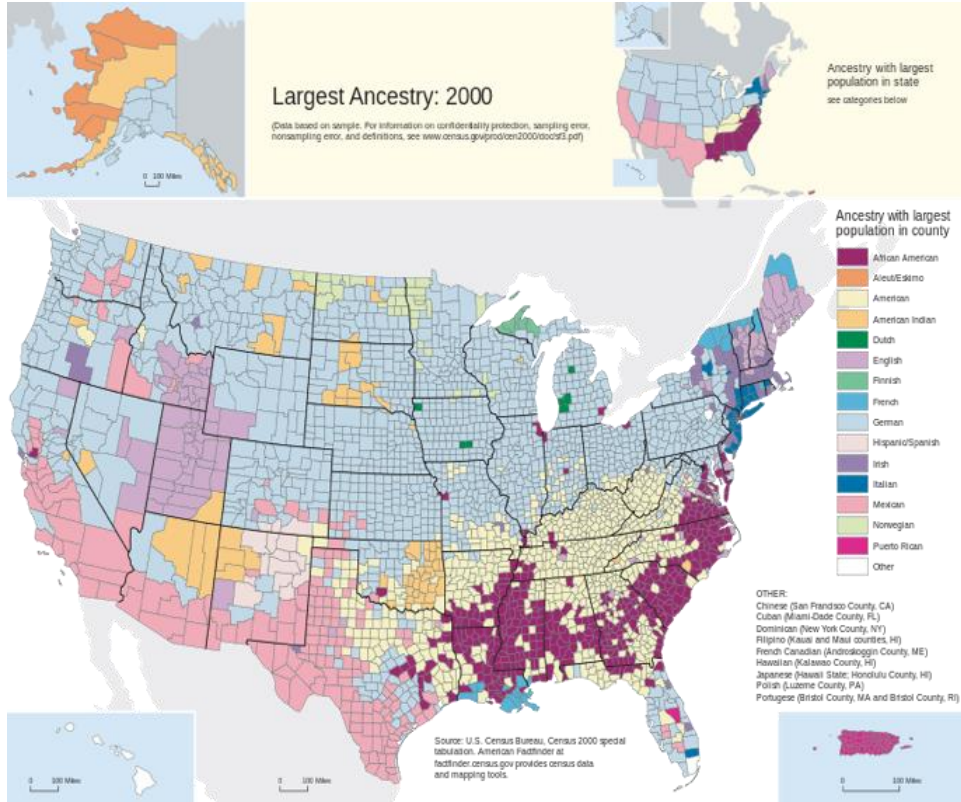 Largest Ancestry: 2000
(Data based on sample. For information on confidentiality protection, sampling error,
nonsampling error, and definitions, see www.census.gov/prod/cen2000/doc/sf3.pdf)
Ancestry with largest
population in state
see categories below
0 100 Miles
Ancestry with largest
population in county
African American
Aleut/Eskimo
American
American Indian
Dutch
English
Finnish
French
German
Hispanic/Spanish
Irish
Italian
Mexican
Norwegian
Puerto Rican
Other
OTHER:
Chinese (San Francisco County, CA)
Cuban (Miami-Dade County, FL)
Dominican (New York County, NY)
Filipino (Kauai and Maui counties, HI)
French Canadian (Androskoggin County, ME)
Hawaiian (Kalawao County, HI)
Japanese (Hawaii State; Honolulu County, HI)
Polish (Luzerne County, PA)
Portugese (Bristol County, MA and Bristol County, RI)
Source: U.S. Census Bureau, Census 2000 special
tabulation. American Factfinder at
factfinder.census.gov provides census data
and mapping tools.
0 100 Miles
0 100 Miles
0 100 Miles